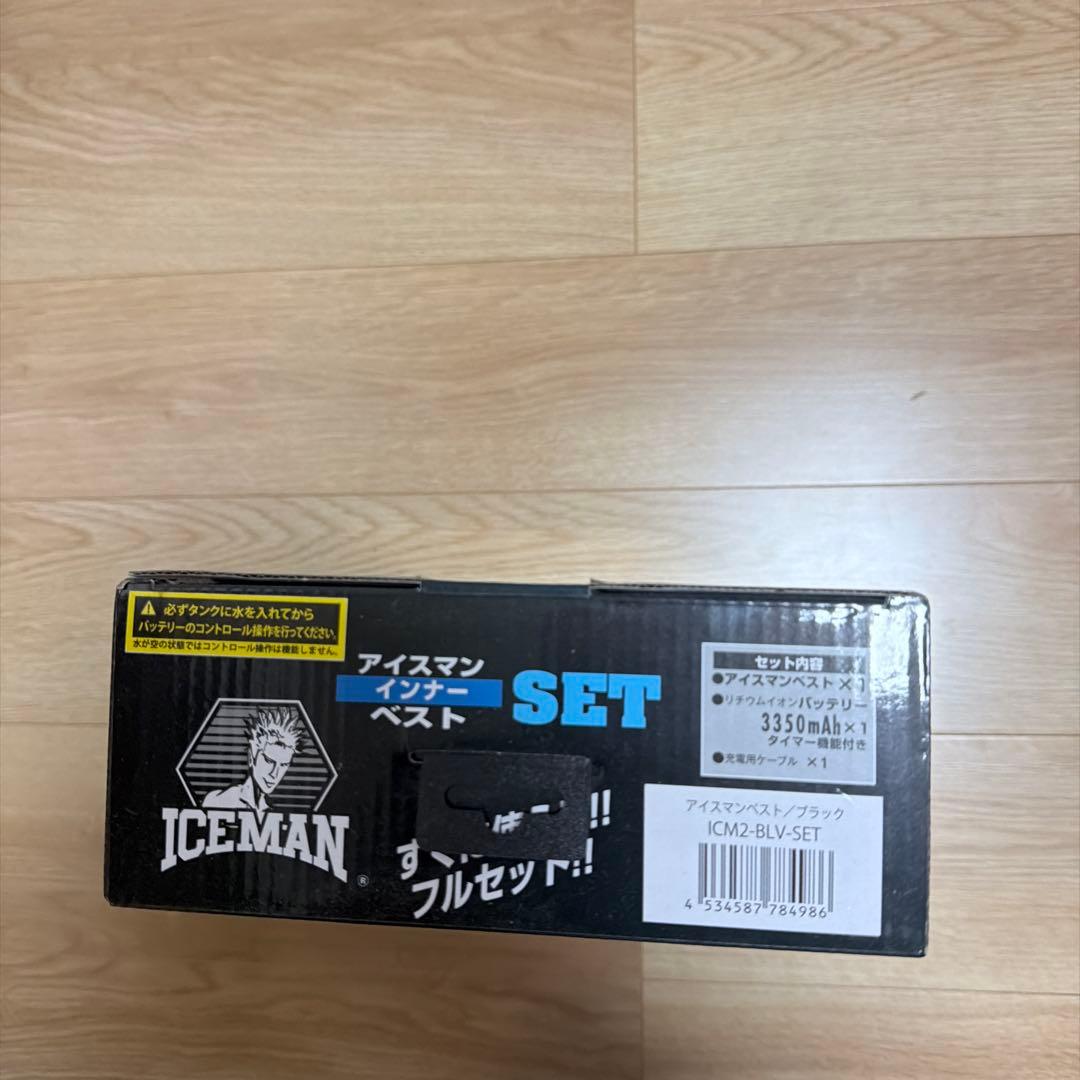 ⚠ 必ずタンクに水を入れてから
バッテリーのコントロール操作を行ってください。
水が空の状態ではコントロール操作は機能しません。
アイスマン
インナー
ベスト
SET
ICEMAN
®
フルセット!!
セット内容
●アイスマンベスト×1
●リチウムイオンバッテリー
3350mAh×1
タイマー機能付き
●充電用ケーブル ×1
アイスマンベスト/ブラック
ICM2-BLV-SET
4 534587 784986